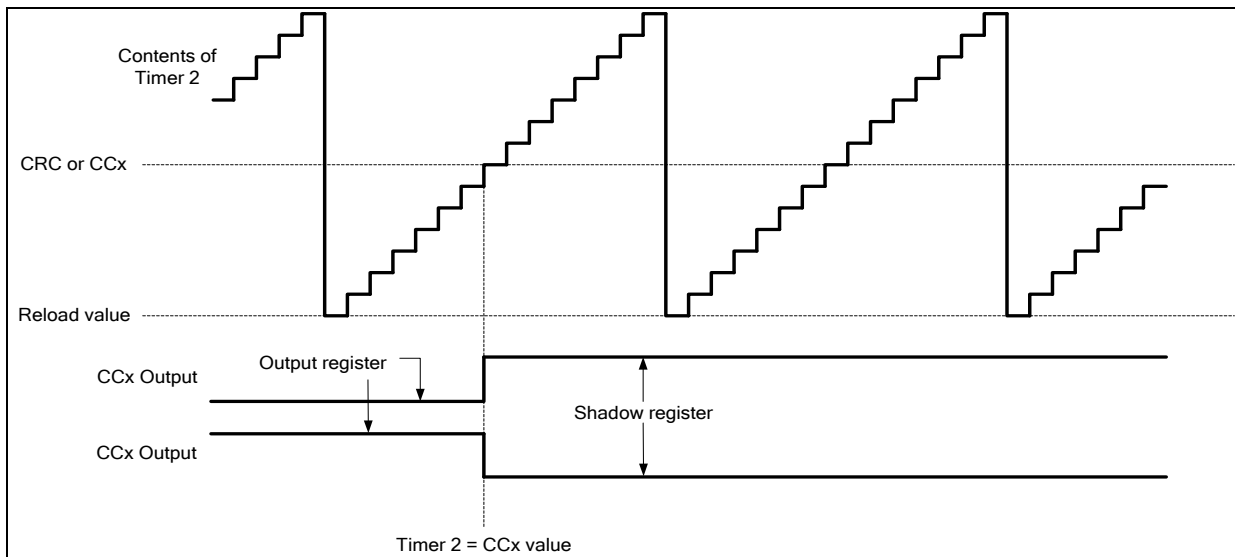 Contents of
Timer 2
CRC or CCx
Reload value
Output register
CCx Output
Shadow register
CCx Output
Timer 2 = CCx value